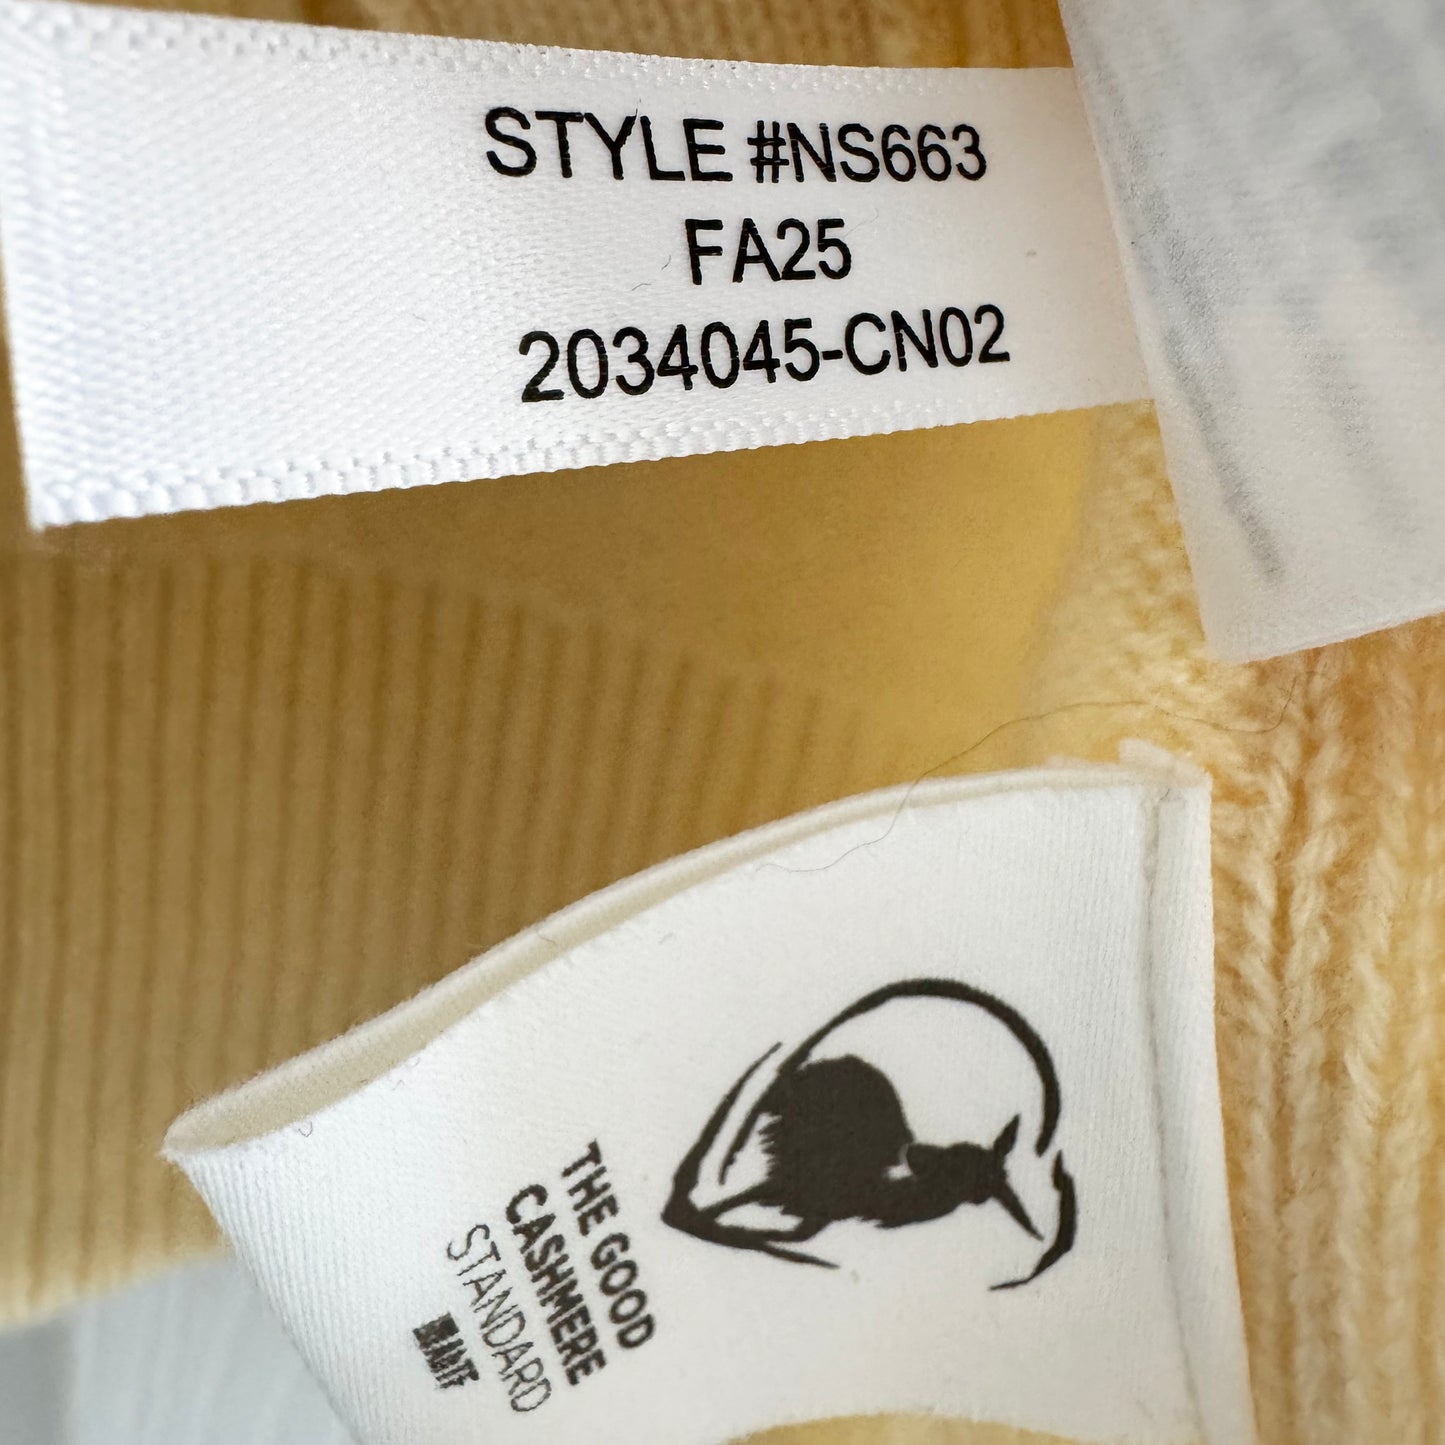 STYLE #NS663
FA25
2034045-CN02
THE GOOD
CASHMERE
STANDARD